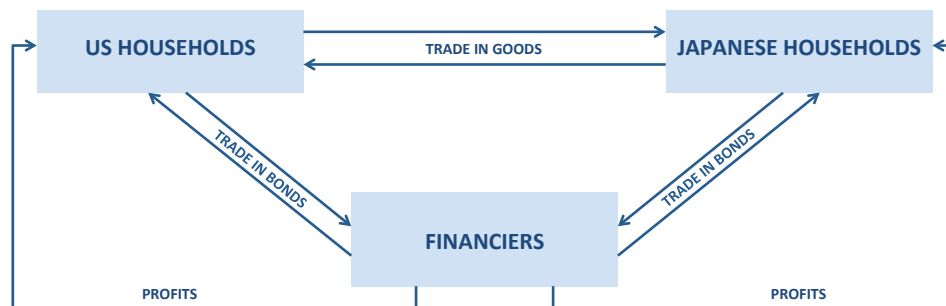 US HOUSEHOLDS
TRADE IN GOODS
JAPANESE HOUSEHOLDS
TRADE IN BONDS
TRADE IN BONDS
FINANCIERS
PROFITS
PROFITS